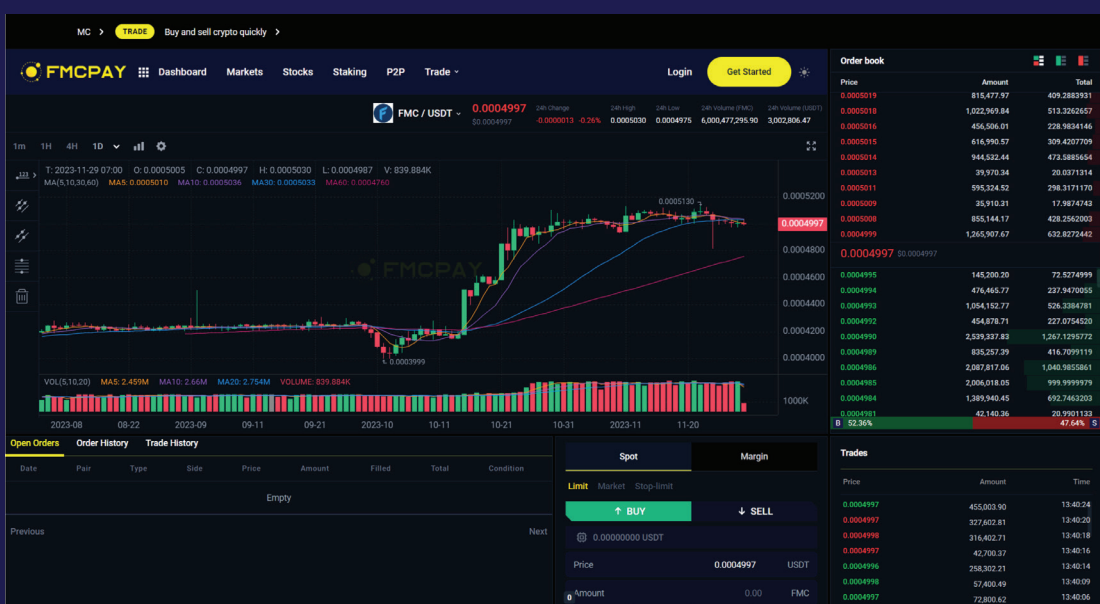 MC > TRADE Buy and sell crypto quickly >
FMCPAY Dashboard Markets Stocks Staking P2P Trade Login Get Started
FMC / USDT 0.0004997 24h Change 24h High 24h Low 24h Volume (FMC) 24h Volume (USDT)
$0.0004997 -0.0000013 -0.26% 0.0005030 0.0004975 6,000,477,295.90 3,002,806.47
1m 1H 4H 1D
T: 2023-11-29 07:00 O: 0.0005005 C: 0.0004997 H: 0.0005030 L: 0.0004987 V: 839.884K
MA(5,10,30,60) MA5: 0.0005010 MA10: 0.0005036 MA30: 0.0005033 MA60: 0.0004760
123
0.0005200
0.0005130
0.0004997
0.0004800
FMCPAY
0.0004600
0.0004400
0.0004200
0.0004000
0.0003999
VOL(5,10,20) MA5: 2.459M MA10: 2.66M MA20: 2.754M VOLUME: 839.884K
1000K
2023-08 08-22 2023-09 09-11 09-21 2023-10 10-11 10-21 10-31 2023-11 11-20
Order book
Price Amount Total
0.0005019 815,477.97 409.2883931
0.0005018 1,022,969.84 513.3262657
0.0005016 456,506.01 228.9834146
0.0005015 616,990.57 309.4207709
0.0005014 944,532.44 473.5885654
0.0005013 39,970.34 20.0371314
0.0005011 595,324.52 298.3171170
0.0005009 35,910.31 17.9874743
0.0005008 855,144.17 428.2562003
0.0004999 1,265,907.67 632.8272442
0.0004997 $0.0004997
0.0004995 145,200.20 72.5274999
0.0004994 476,465.77 237.9470055
0.0004993 1,054,152.77 526.3384781
0.0004992 454,878.71 227.0754520
0.0004990 2,539,337.83 1,267.1295772
0.0004989 835,257.39 416.7099119
0.0004986 2,087,817.06 1,040.9855861
0.0004985 2,006,018.05 999.9999979
0.0004984 1,389,940.45 692.7463203
0.0004981 42,140.36 20.9901133
B 52.36% 47.64% S
Open Orders Order History Trade History
Date Pair Type Side Price Amount Filled Total Condition
Empty
Previous Next
Spot Margin
Limit Market Stop-limit
↑ BUY ↓ SELL
0.00000000 USDT
Price 0.0004997 USDT
0
Amount 0.00 FMC
Trades
Price Amount Time
0.0004997 455,003.90 13:40:24
0.0004997 327,602.81 13:40:20
0.0004998 316,402.71 13:40:18
0.0004997 42,700.37 13:40:16
0.0004996 258,302.21 13:40:14
0.0004998 57,400.49 13:40:09
0.0004997 72,800.62 13:40:06